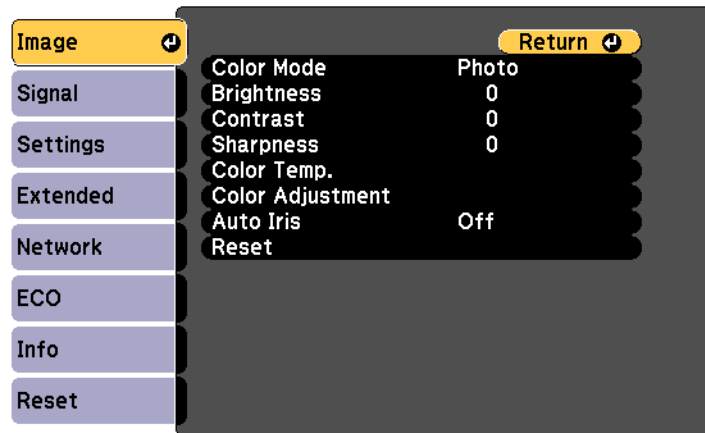 Image
Signal
Settings
Extended
Network
ECO
Info
Reset
Return
Color Mode Photo
Brightness 0
Contrast 0
Sharpness 0
Color Temp.
Color Adjustment
Auto Iris Off
Reset